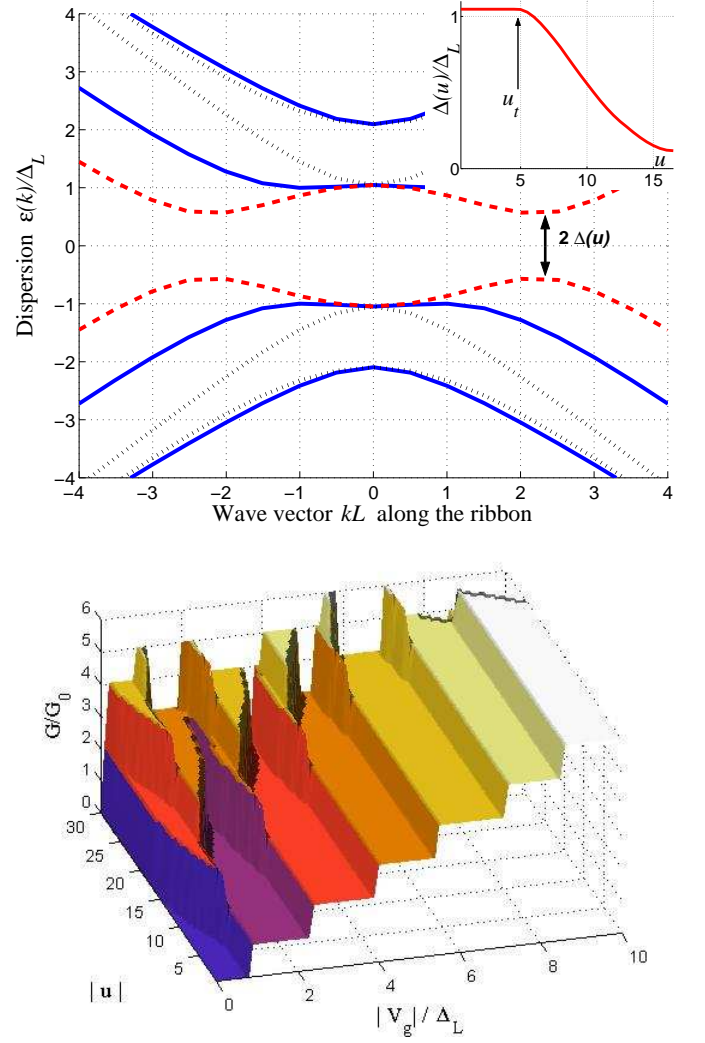 4
3
2
1
0
−1
−2
−3
−4
Dispersion ε(k)/Δ_L
−4 −3 −2 −1 0 1 2 3 4
Wave vector kL along the ribbon
2 Δ(u)
1
0
Δ(u)/Δ_L
u_t
u
5 10 15
6
5
4
3
2
1
0
G/G_0
30
25
20
15
10
5
| u |
0 2 4 6 8 10
| V_g | / Δ_L